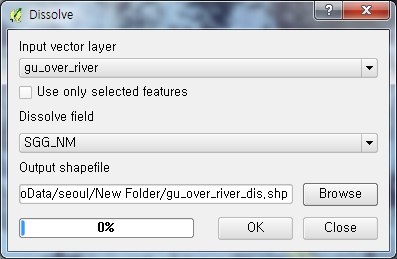 Dissolve
Input vector layer
gu_over_river
Use only selected features
Dissolve field
SGG_NM
Output shapefile
oData/seoul/New Folder/gu_over_river_dis.shp Browse
0% OK Close